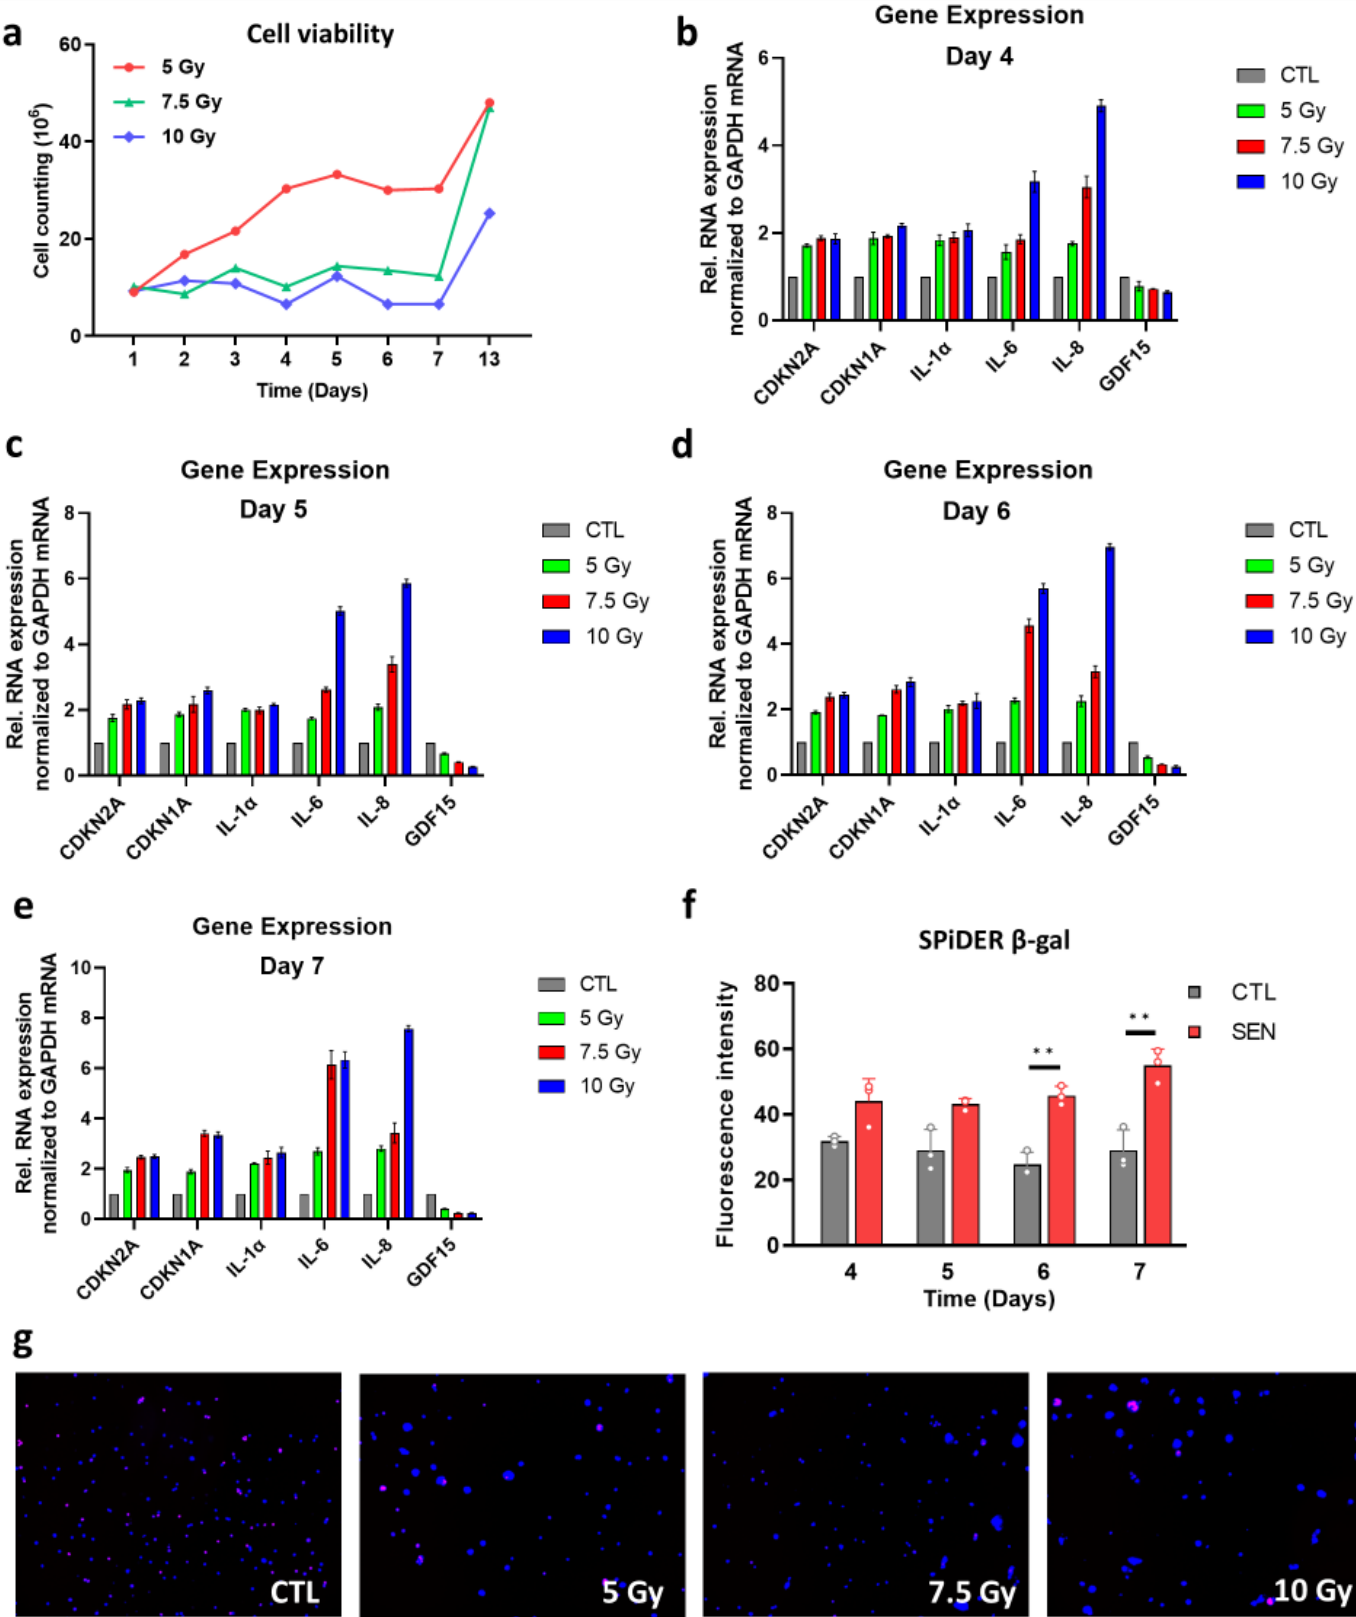 a
Cell viability
60
40
20
0
Cell counting (10⁶)
5 Gy
7.5 Gy
10 Gy
1 2 3 4 5 6 7 13
Time (Days)
b
Gene Expression
Day 4
Rel. RNA expression
normalized to GAPDH mRNA
6
4
2
0
CTL
5 Gy
7.5 Gy
10 Gy
CDKN2A CDKN1A IL-1α IL-6 IL-8 GDF15
c
Gene Expression
Day 5
Rel. RNA expression
normalized to GAPDH mRNA
8
6
4
2
0
CTL
5 Gy
7.5 Gy
10 Gy
CDKN2A CDKN1A IL-1α IL-6 IL-8 GDF15
d
Gene Expression
Day 6
Rel. RNA expression
normalized to GAPDH mRNA
8
6
4
2
0
CTL
5 Gy
7.5 Gy
10 Gy
CDKN2A CDKN1A IL-1α IL-6 IL-8 GDF15
e
Gene Expression
Day 7
Rel. RNA expression
normalized to GAPDH mRNA
10
8
6
4
2
0
CTL
5 Gy
7.5 Gy
10 Gy
CDKN2A CDKN1A IL-1α IL-6 IL-8 GDF15
f
SPiDER β-gal
Fluorescence intensity
80
60
40
20
0
CTL
SEN
**
**
4 5 6 7
Time (Days)
g
CTL
5 Gy
7.5 Gy
10 Gy